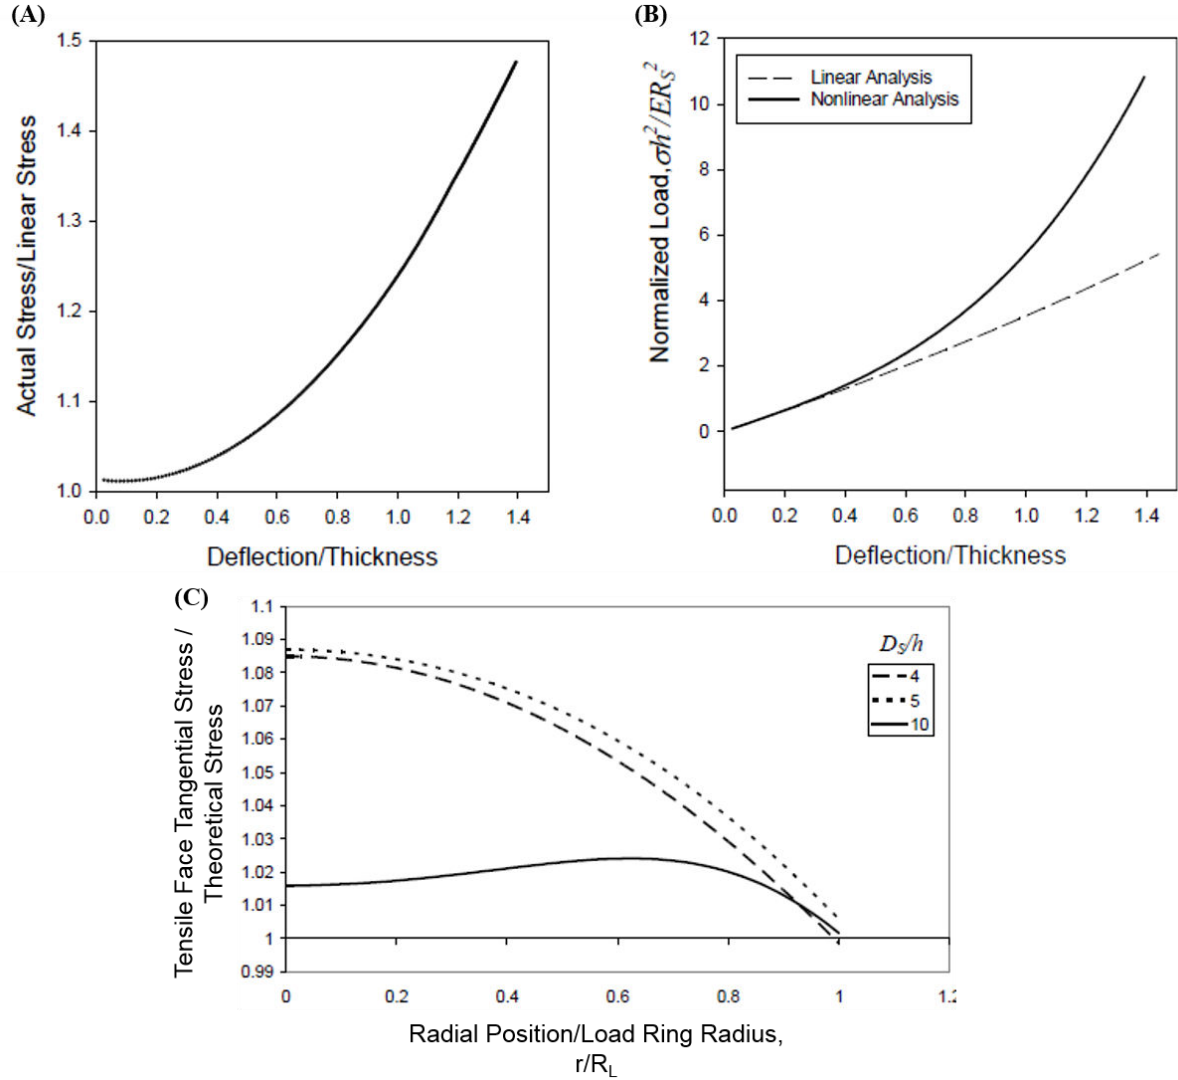 (A)
1.5
1.4
1.3
1.2
1.1
1.0
Actual Stress/Linear Stress
0.0 0.2 0.4 0.6 0.8 1.0 1.2 1.4
Deflection/Thickness
(B)
12
10
8
6
4
2
0
Normalized Load, σh²/ER_S²
Linear Analysis
Nonlinear Analysis
0.0 0.2 0.4 0.6 0.8 1.0 1.2 1.4
Deflection/Thickness
(C)
1.1
1.09
1.08
1.07
1.06
1.05
1.04
1.03
1.02
1.01
1
0.99
Tensile Face Tangential Stress /
Theoretical Stress
D_S/h
4
5
10
0 0.2 0.4 0.6 0.8 1 1.2
Radial Position/Load Ring Radius,
r/R_L